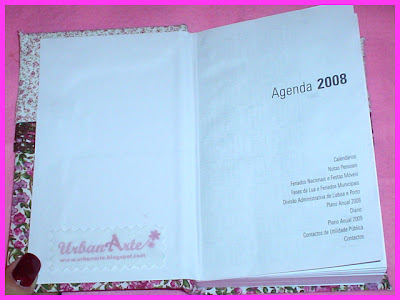 Agenda 2008
Calendários
Notas Pessoais
Feriados Nacionais e Festas Móveis
Fases da Lua e Feriados Municipais
Divisão Administrativa de Lisboa e Porto
Plano Anual 2008
Diário
Plano Anual 2009
Contactos de Utilidade Pública
Contactos
UrbanArte
www.urbanarte.blogspot.com